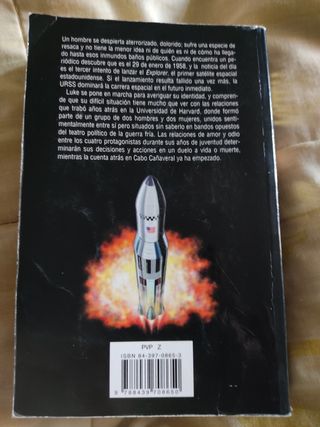 Un hombre se despierta aterrorizado, dolorido; sufre una especie de
resaca y no tiene la menor idea ni de quién es ni de cómo ha llega-
do hasta esos inmundos baños públicos. Cuando encuentra un pe-
riódico descubre que es el 29 de enero de 1958, y la noticia del día
es el tercer intento de lanzar el Explorer, el primer satélite espacial
estadounidense. Si el lanzamiento resulta fallido una vez más, la
URSS dominará la carrera espacial en el futuro inmediato.
Luke se pone en marcha para averiguar su identidad, y compren-
de que su difícil situación tiene mucho que ver con las relaciones
que trabó años atrás en la Universidad de Harvard, donde formó
parte de un grupo de dos hombres y dos mujeres, unidos senti-
mentalmente entre sí pero situados sin saberlo en bandos opuestos
del teatro político de la guerra fría. Las relaciones de amor y odio
entre los cuatro protagonistas durante sus años de juventud deter-
minarán sus decisiones y acciones en un duelo a vida o muerte,
mientras la cuenta atrás en Cabo Cañaveral ya ha empezado.
PVP Z
ISBN 84-397-0865-3
9 788439 708650